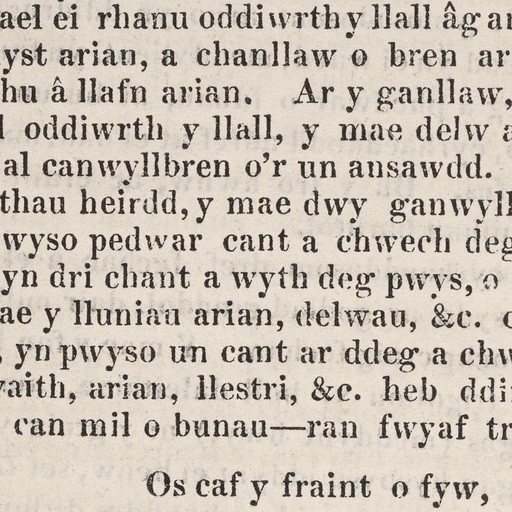 ael ei rhanu oddiwrth y llall âg a
yst arian, a chanllaw o bren ar
hu â llafn arian. Ar y ganllaw,
l oddiwrth y llall, y mae delw a
al canwyllbren o'r un ansawdd.
thau heirdd, y mae dwy ganwyll
wyso pedwar cant a chwech deg
yn dri chant a wyth deg pwys, o
ae y lluniau arian, delwau, &c. c
, yn pwyso un cant ar ddeg a chw
vaith, arian, llestri, &c. heb ddi
can mil o bunau—ran fwyaf tr
Os caf y fraint o fyw,